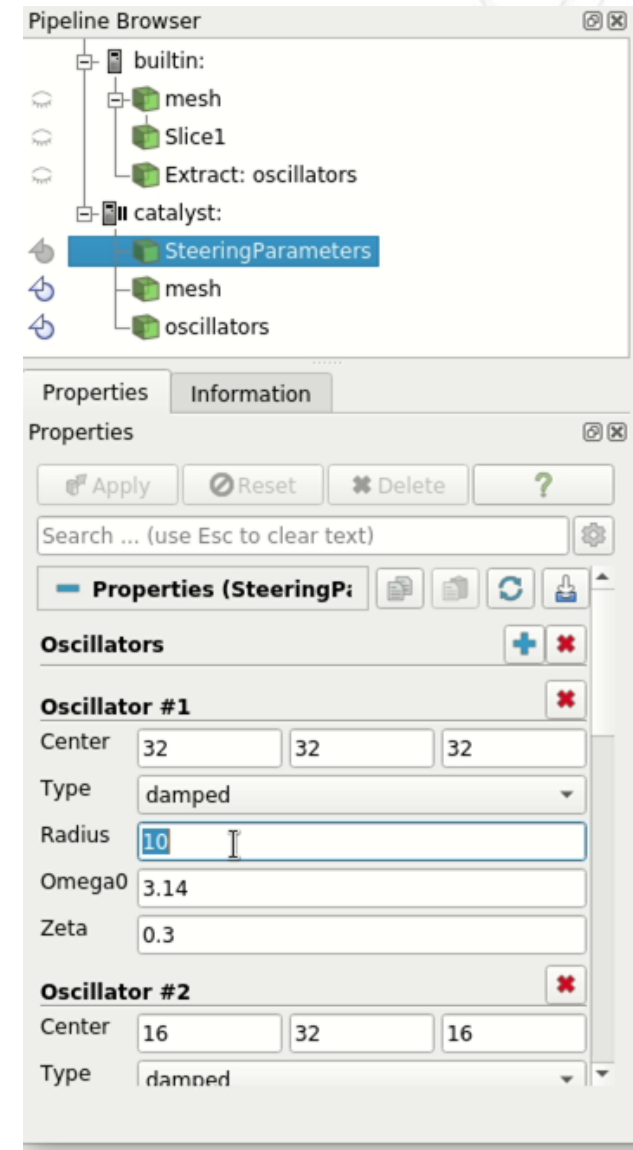 Pipeline Browser
builtin:
mesh
Slice1
Extract: oscillators
catalyst:
SteeringParameters
mesh
oscillators
Properties Information
Properties
Apply Reset Delete ?
Search ... (use Esc to clear text)
Properties (SteeringPa
Oscillators
Oscillator #1
Center 32 32 32
Type damped
Radius 10
Omega0 3.14
Zeta 0.3
Oscillator #2
Center 16 32 16
Type damped